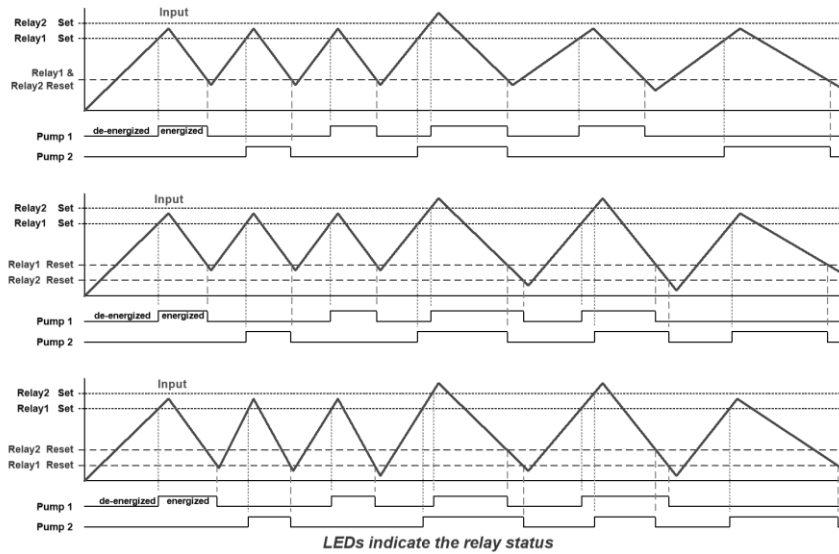 Input
Relay2 Set
Relay1 Set
Relay1 &
Relay2 Reset
de-energized energized
Pump 1
Pump 2
Input
Relay2 Set
Relay1 Set
Relay1 Reset
Relay2 Reset
de-energized energized
Pump 1
Pump 2
Input
Relay2 Set
Relay1 Set
Relay2 Reset
Relay1 Reset
de-energized energized
Pump 1
Pump 2
LEDs indicate the relay status